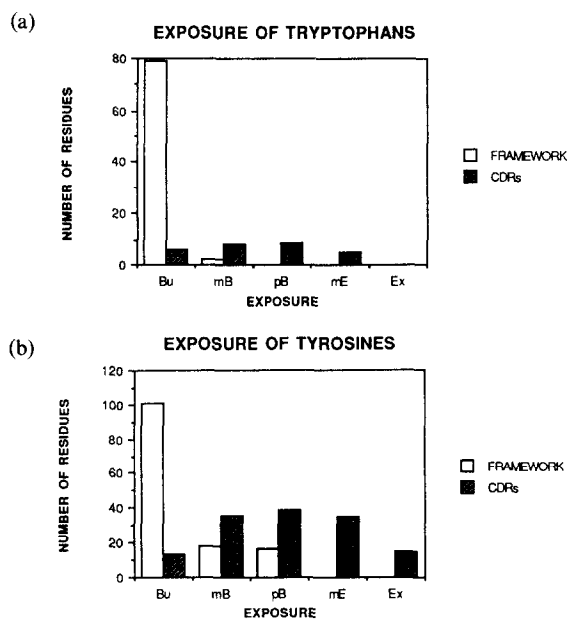 (a)
EXPOSURE OF TRYPTOPHANS
NUMBER OF RESIDUES
80
60
40
20
0
Bu mB pB mE Ex
EXPOSURE
FRAMEWORK
CDRs
(b)
EXPOSURE OF TYROSINES
NUMBER OF RESIDUES
120
100
80
60
40
20
0
Bu mB pB mE Ex
EXPOSURE
FRAMEWORK
CDRs